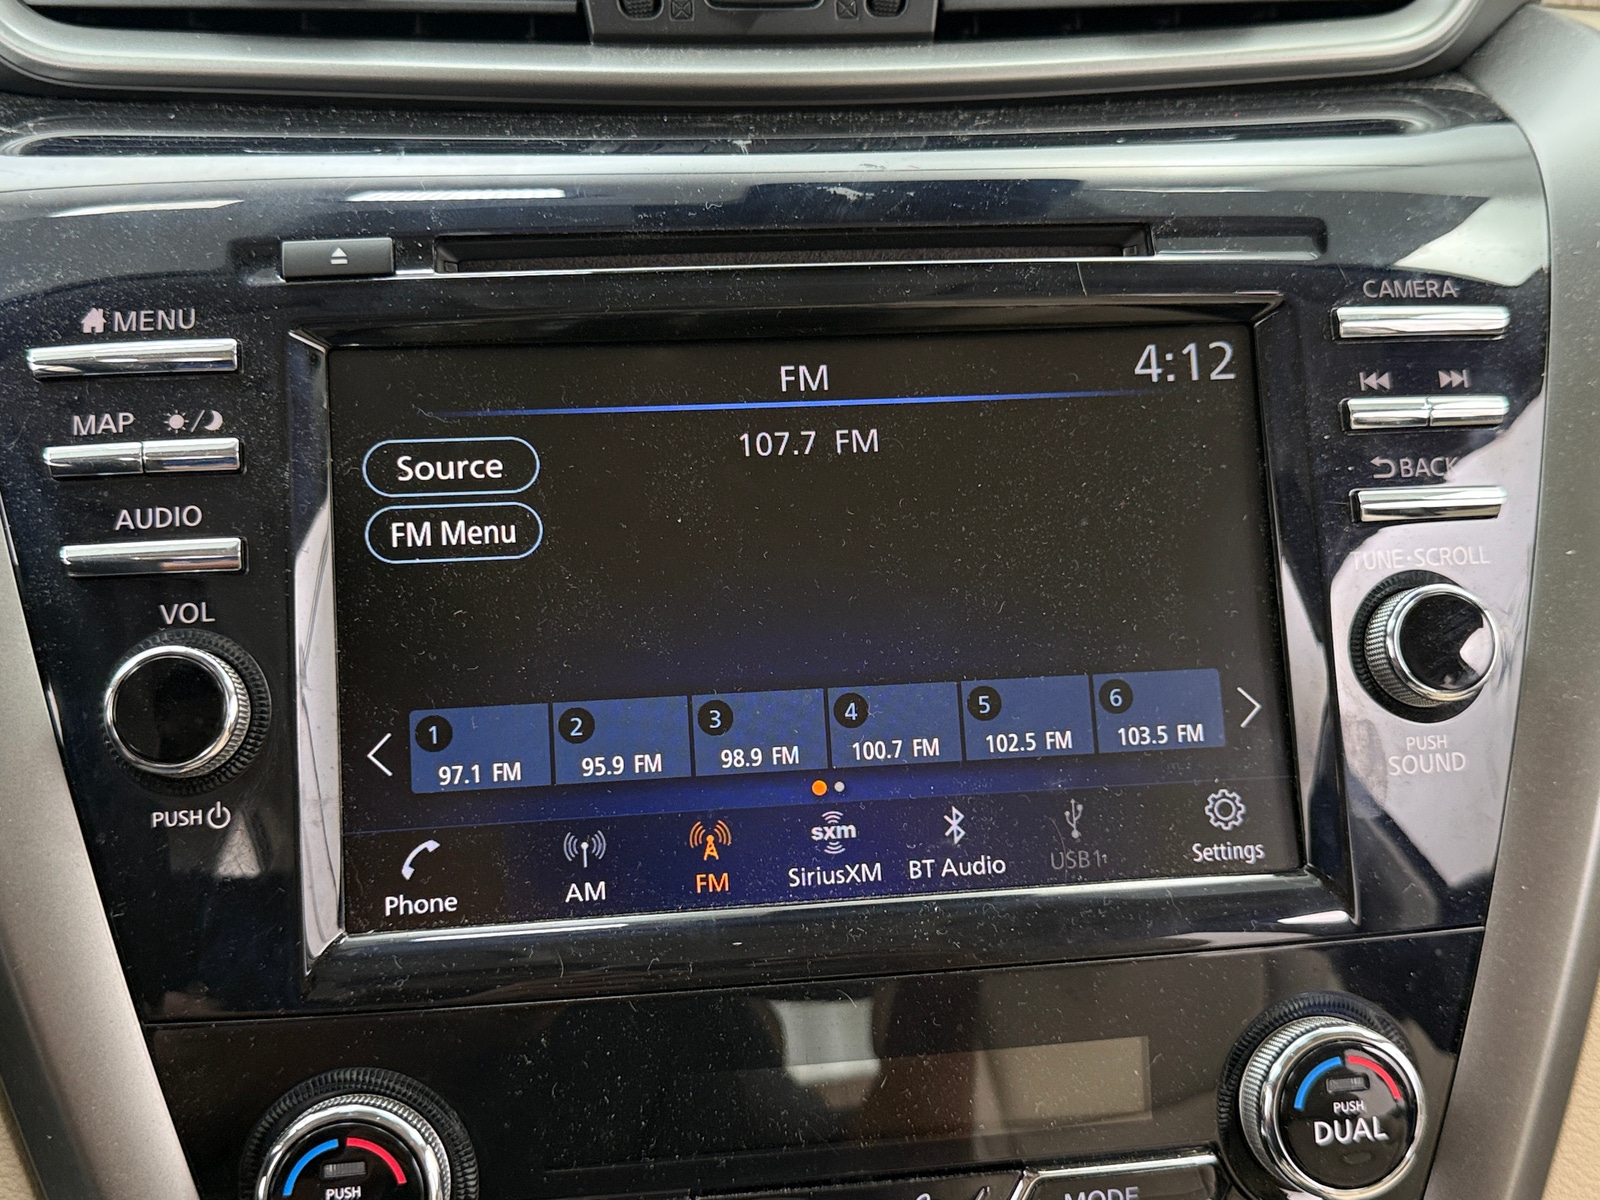 MENU
CAMERA
FM
4:12
MAP
107.7 FM
Source
BACK
AUDIO
FM Menu
TUNE·SCROLL
VOL
1
2
3
4
5
6
97.1 FM
95.9 FM
98.9 FM
100.7 FM
102.5 FM
103.5 FM
PUSH
SOUND
PUSH
Phone
AM
FM
sxm
SiriusXM
BT Audio
USB1
Settings
PUSH
DUAL
PUSH
MODE